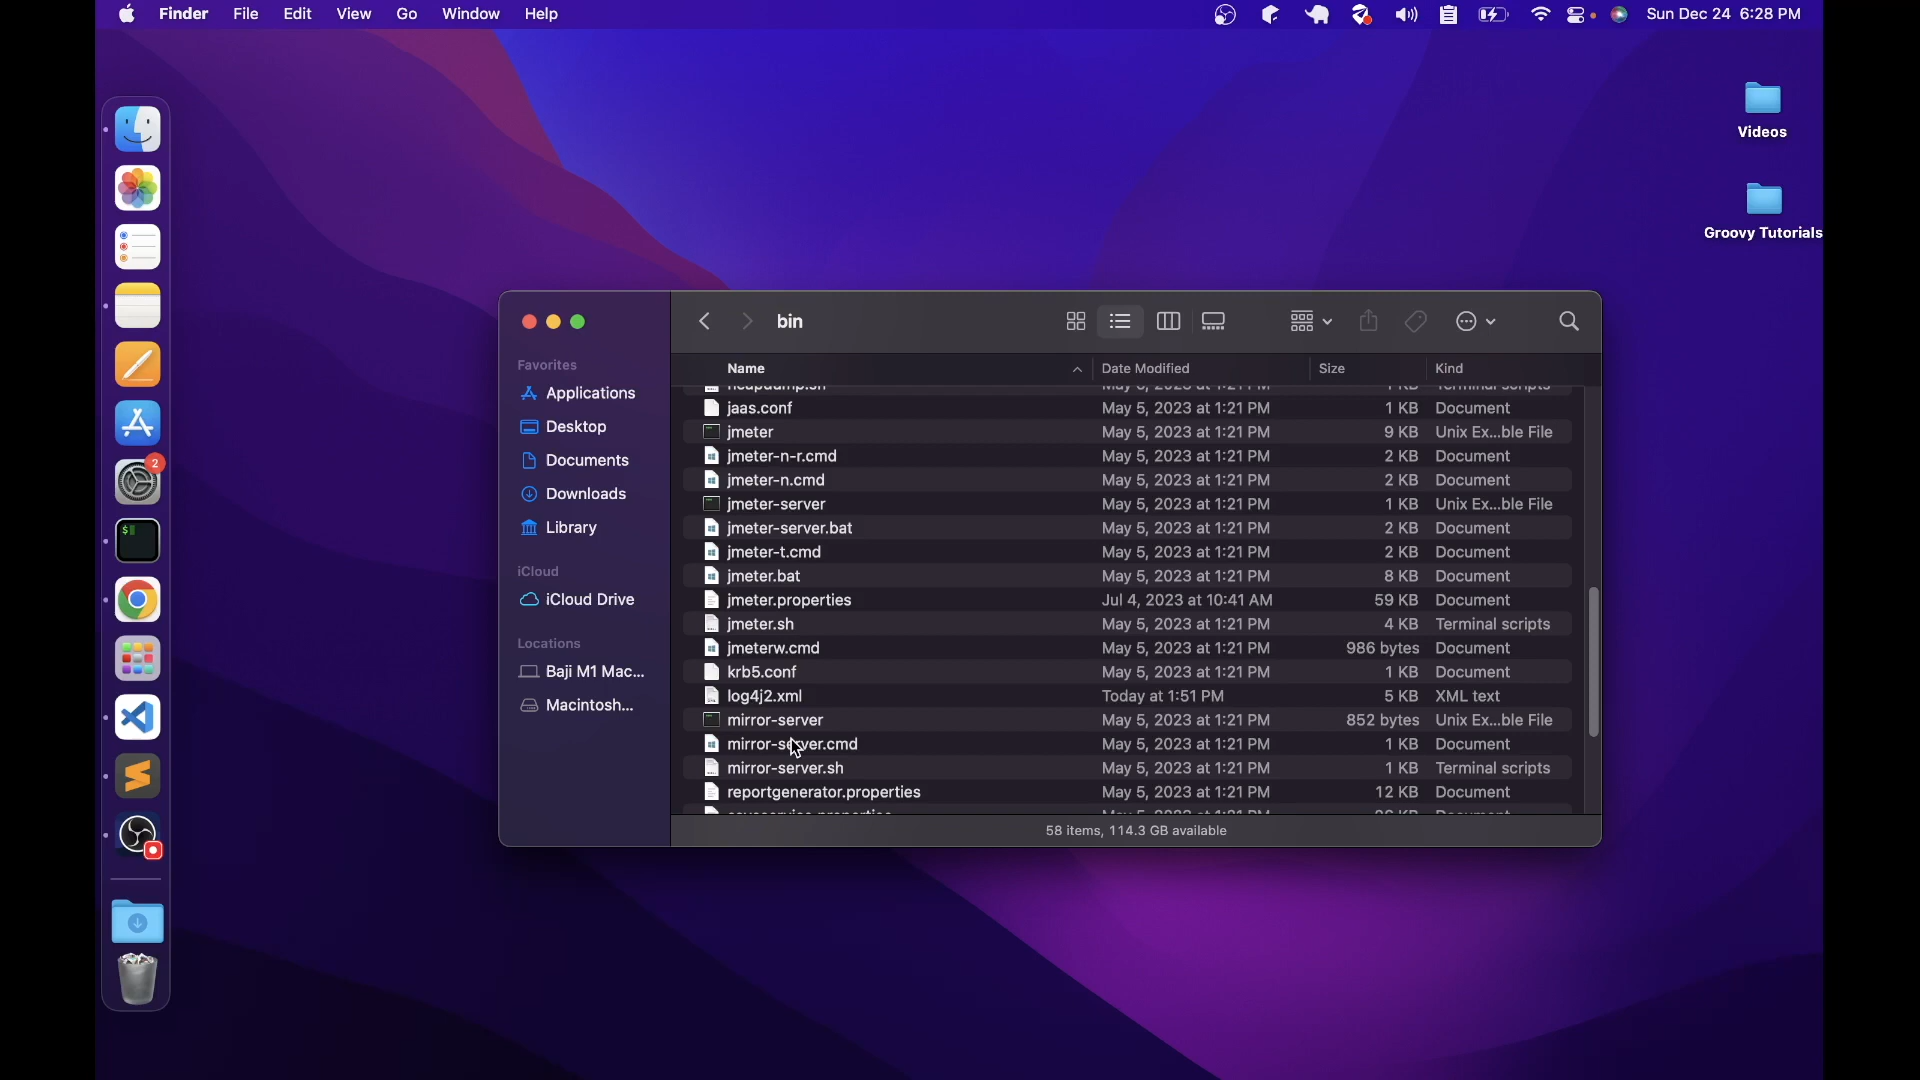 Finder File Edit View Go Window Help Sun Dec 24 6:28 PM
Videos
Groovy Tutorials
2
$
bin
Favorites
Applications
Desktop
Documents
Downloads
Library
iCloud
iCloud Drive
Locations
Baji M1 Mac...
Macintosh...
Name Date Modified Size Kind
jaas.conf May 5, 2023 at 1:21 PM 1 KB Document
jmeter May 5, 2023 at 1:21 PM 9 KB Unix Ex...ble File
jmeter-n-r.cmd May 5, 2023 at 1:21 PM 2 KB Document
jmeter-n.cmd May 5, 2023 at 1:21 PM 2 KB Document
jmeter-server May 5, 2023 at 1:21 PM 1 KB Unix Ex...ble File
jmeter-server.bat May 5, 2023 at 1:21 PM 2 KB Document
jmeter-t.cmd May 5, 2023 at 1:21 PM 2 KB Document
jmeter.bat May 5, 2023 at 1:21 PM 8 KB Document
jmeter.properties Jul 4, 2023 at 10:41 AM 59 KB Document
jmeter.sh May 5, 2023 at 1:21 PM 4 KB Terminal scripts
jmeterw.cmd May 5, 2023 at 1:21 PM 986 bytes Document
krb5.conf May 5, 2023 at 1:21 PM 1 KB Document
log4j2.xml Today at 1:51 PM 5 KB XML text
mirror-server May 5, 2023 at 1:21 PM 852 bytes Unix Ex...ble File
mirror-server.cmd May 5, 2023 at 1:21 PM 1 KB Document
mirror-server.sh May 5, 2023 at 1:21 PM 1 KB Terminal scripts
reportgenerator.properties May 5, 2023 at 1:21 PM 12 KB Document
58 items, 114.3 GB available